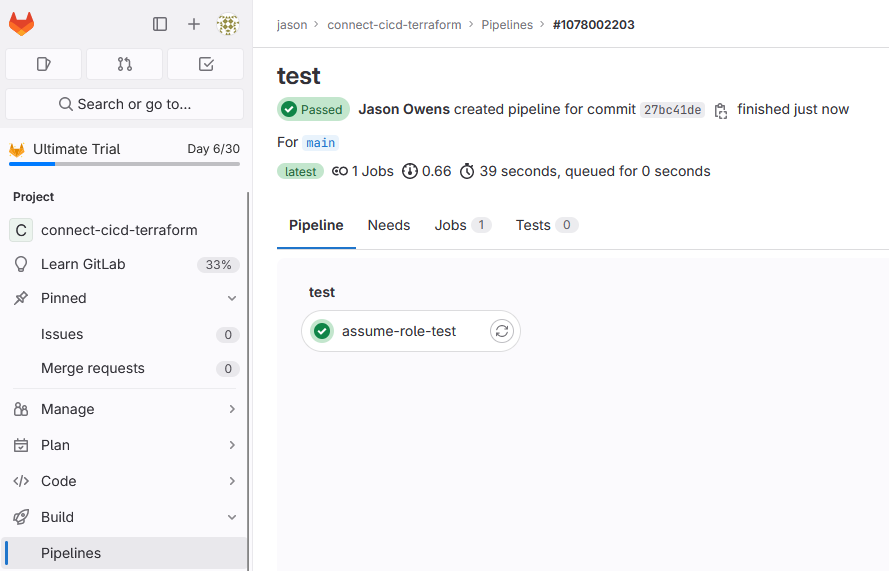 jason > connect-cicd-terraform > Pipelines > #1078002203
Search or go to...
Ultimate Trial Day 6/30
Project
C connect-cicd-terraform
Learn GitLab 33%
Pinned
Issues 0
Merge requests 0
Manage
Plan
Code
Build
Pipelines
test
Passed Jason Owens created pipeline for commit 27bc41de finished just now
For main
latest 1 Jobs 0.66 39 seconds, queued for 0 seconds
Pipeline Needs Jobs 1 Tests 0
test
assume-role-test